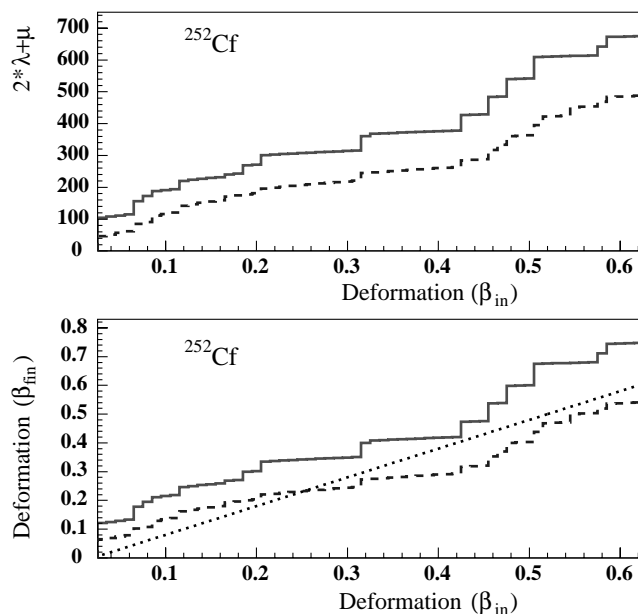 700
600
500
400
300
200
100
0
2*λ+μ
²⁵²Cf
0.1 0.2 0.3 0.4 0.5 0.6
Deformation (β_in)
0.8
0.7
0.6
0.5
0.4
0.3
0.2
0.1
0
Deformation (β_fin)
²⁵²Cf
0.1 0.2 0.3 0.4 0.5 0.6
Deformation (β_in)